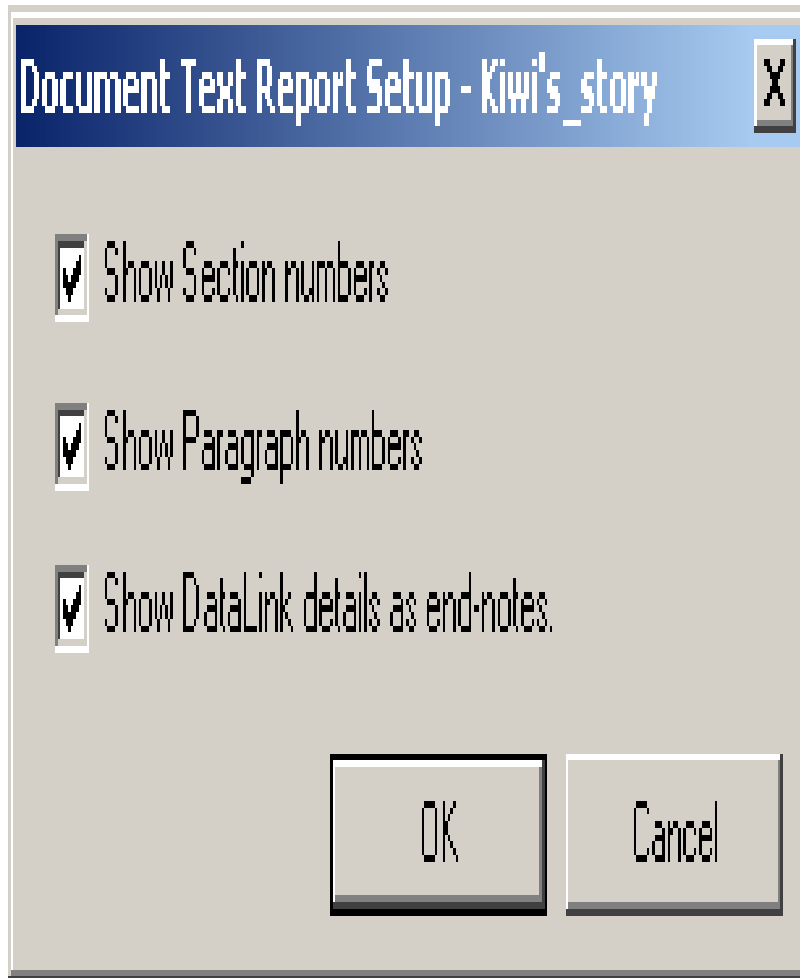 Document Text Report Setup - Kiwi's_story
Show Section numbers
Show Paragraph numbers
Show DataLink details as end-notes.
OK Cancel